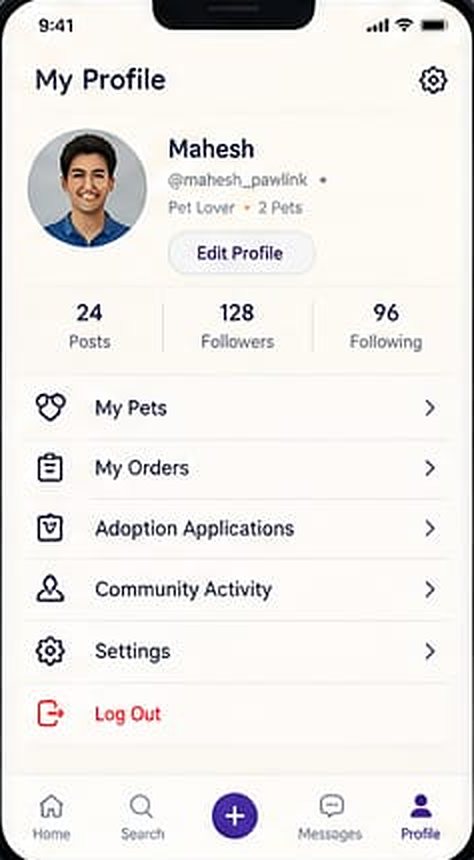 9:41
My Profile
Mahesh
@mahesh_pawlink •
Pet Lover • 2 Pets
Edit Profile
24 128 96
Posts Followers Following
My Pets
My Orders
Adoption Applications
Community Activity
Settings
Log Out
Home Search Messages Profile